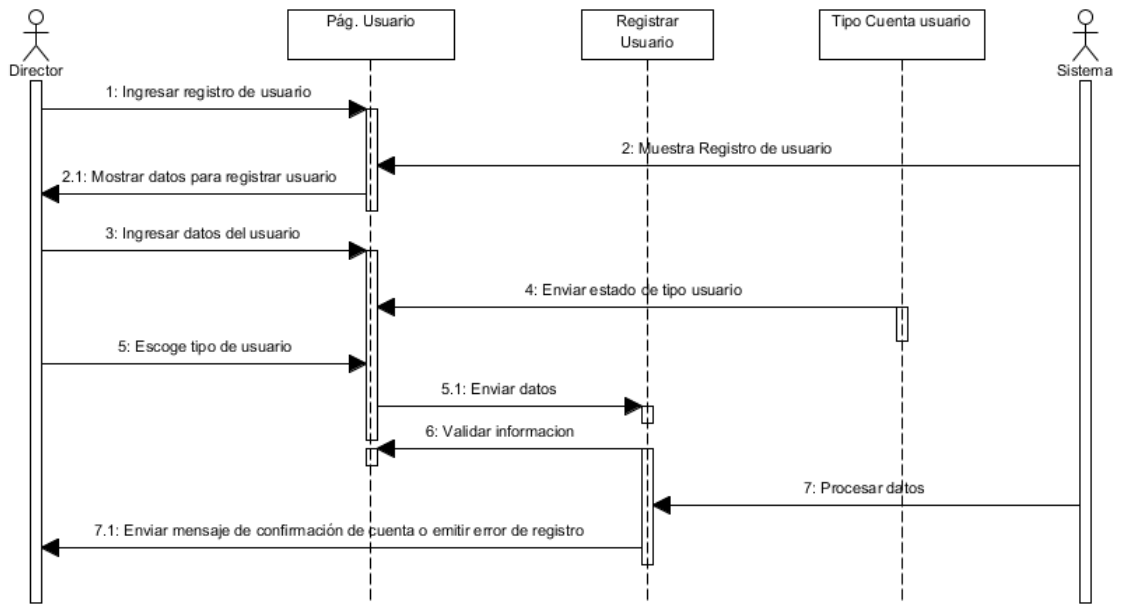 Pág. Usuario
Registrar
Usuario
Tipo Cuenta usuario
Director
Sistema
1: Ingresar registro de usuario
2: Muestra Registro de usuario
2.1: Mostrar datos para registrar usuario
3: Ingresar datos del usuario
4: Enviar estado de tipo usuario
5: Escoge tipo de usuario
5.1: Enviar datos
6: Validar informacion
7: Procesar datos
7.1: Enviar mensaje de confirmación de cuenta o emitir error de registro